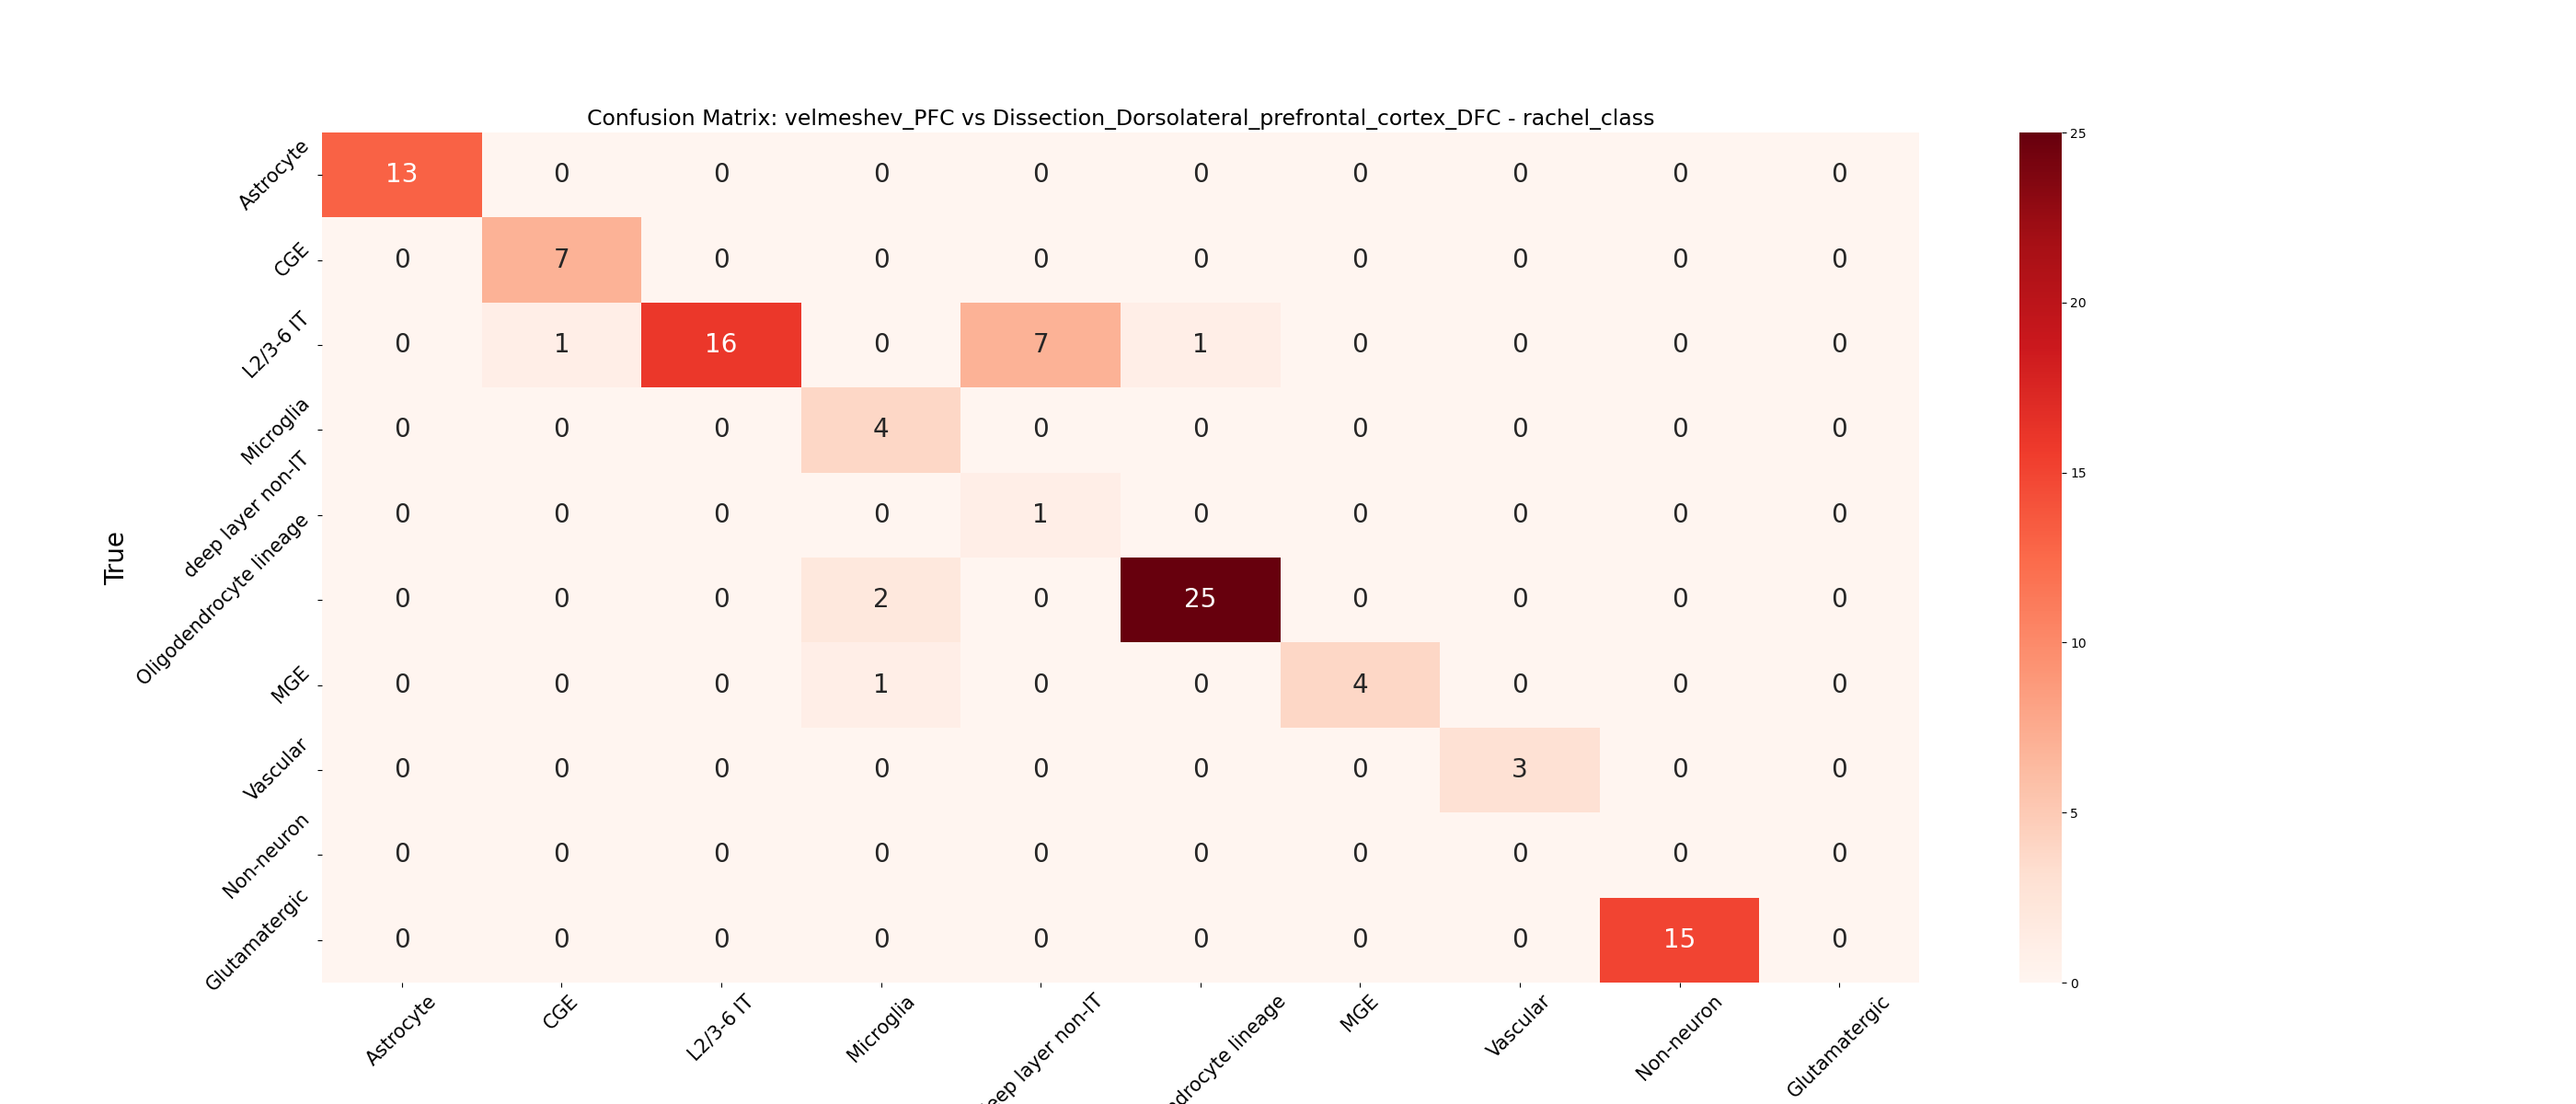 Confusion Matrix: velmeshev_PFC vs Dissection_Dorsolateral_prefrontal_cortex_DFC - rachel_class
True
Astrocyte 13 0 0 0 0 0 0 0 0 0
CGE 0 7 0 0 0 0 0 0 0 0
L2/3-6 IT 0 1 16 0 7 1 0 0 0 0
Microglia 0 0 0 4 0 0 0 0 0 0
deep layer non-IT 0 0 0 0 1 0 0 0 0 0
Oligodendrocyte lineage 0 0 0 2 0 25 0 0 0 0
MGE 0 0 0 1 0 0 4 0 0 0
Vascular 0 0 0 0 0 0 0 3 0 0
Non-neuron 0 0 0 0 0 0 0 0 0 0
Glutamatergic 0 0 0 0 0 0 0 0 15 0
Astrocyte
CGE
L2/3-6 IT
Microglia
layer non-IT
lineage
MGE
Vascular
Non-neuron
Glutamatergic
25
20
15
10
5
0